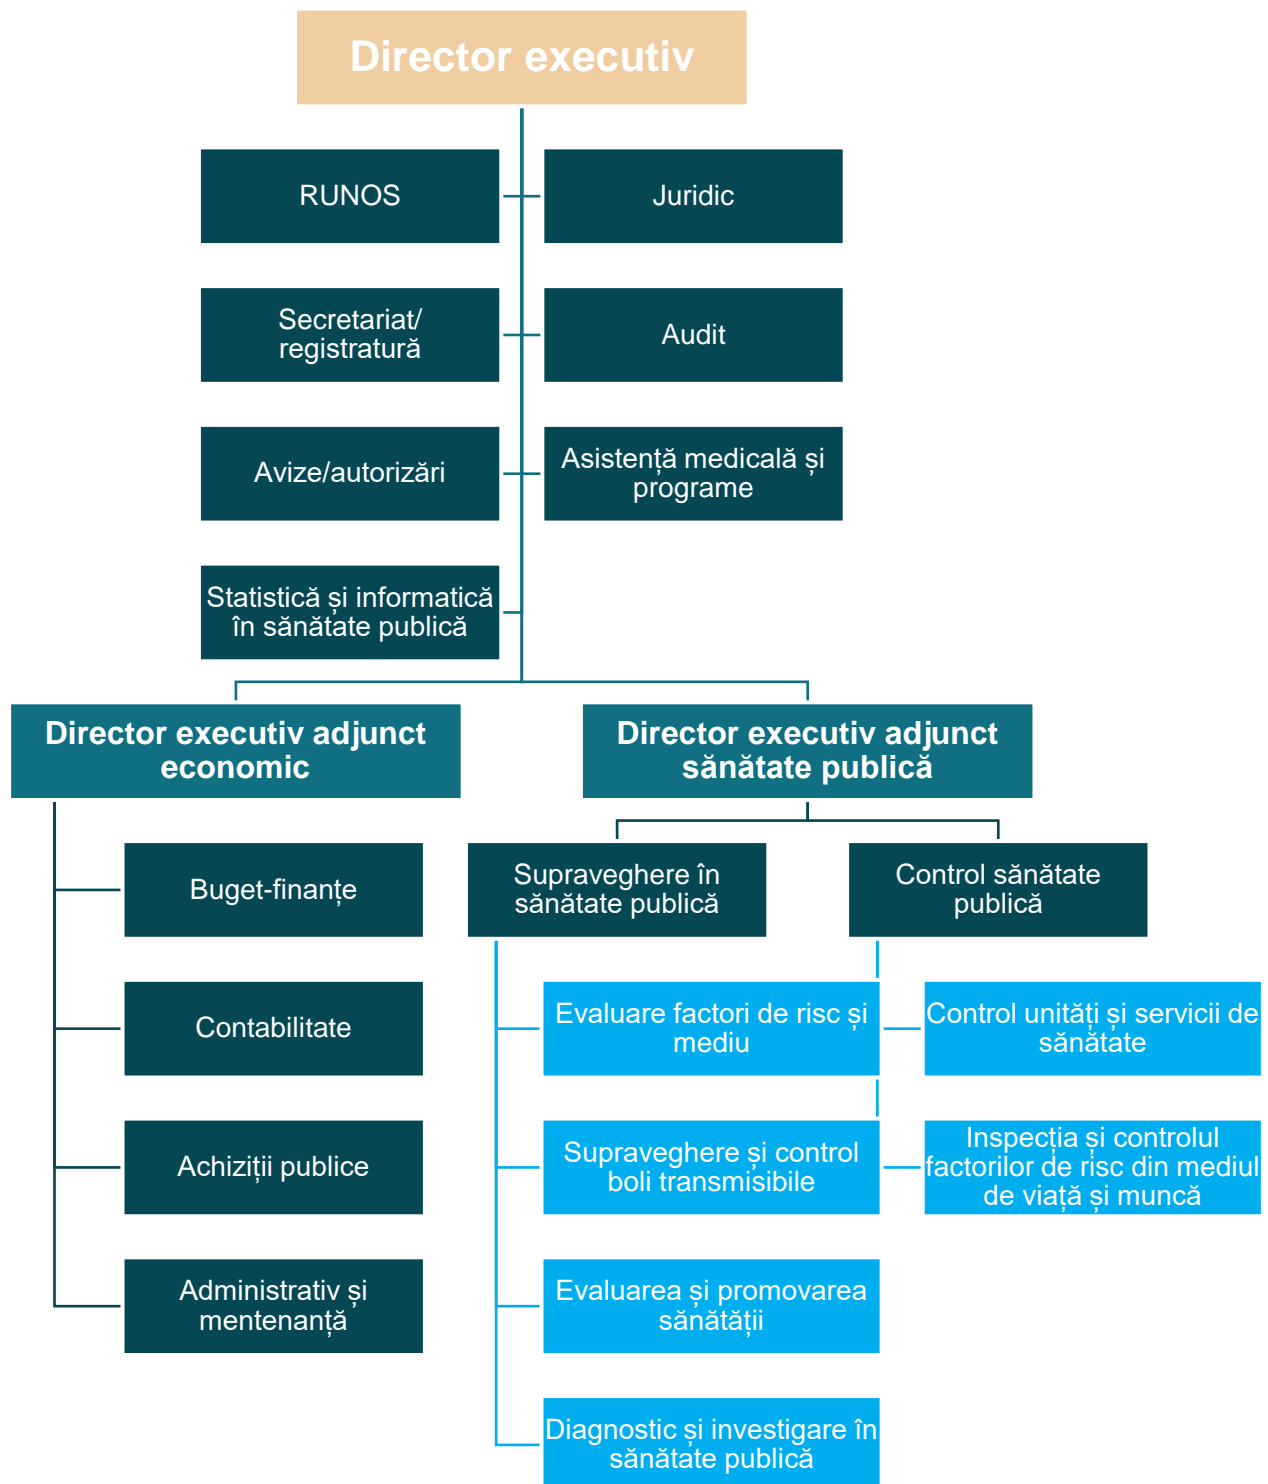 Director executiv
RUNOS
Juridic
Secretariat/
registratură
Audit
Avize/autorizări
Asistență medicală și
programe
Statistică și informatică
în sănătate publică
Director executiv adjunct
economic
Director executiv adjunct
sănătate publică
Buget-finanțe
Contabilitate
Achiziții publice
Administrativ și
mentenanță
Supraveghere în
sănătate publică
Evaluare factori de risc și
mediu
Supraveghere și control
boli transmisibile
Evaluarea și promovarea
sănătății
Diagnostic și investigare în
sănătate publică
Control sănătate
publică
Control unități și servicii de
sănătate
Inspecția și controlul
factorilor de risc din mediul
de viață și muncă